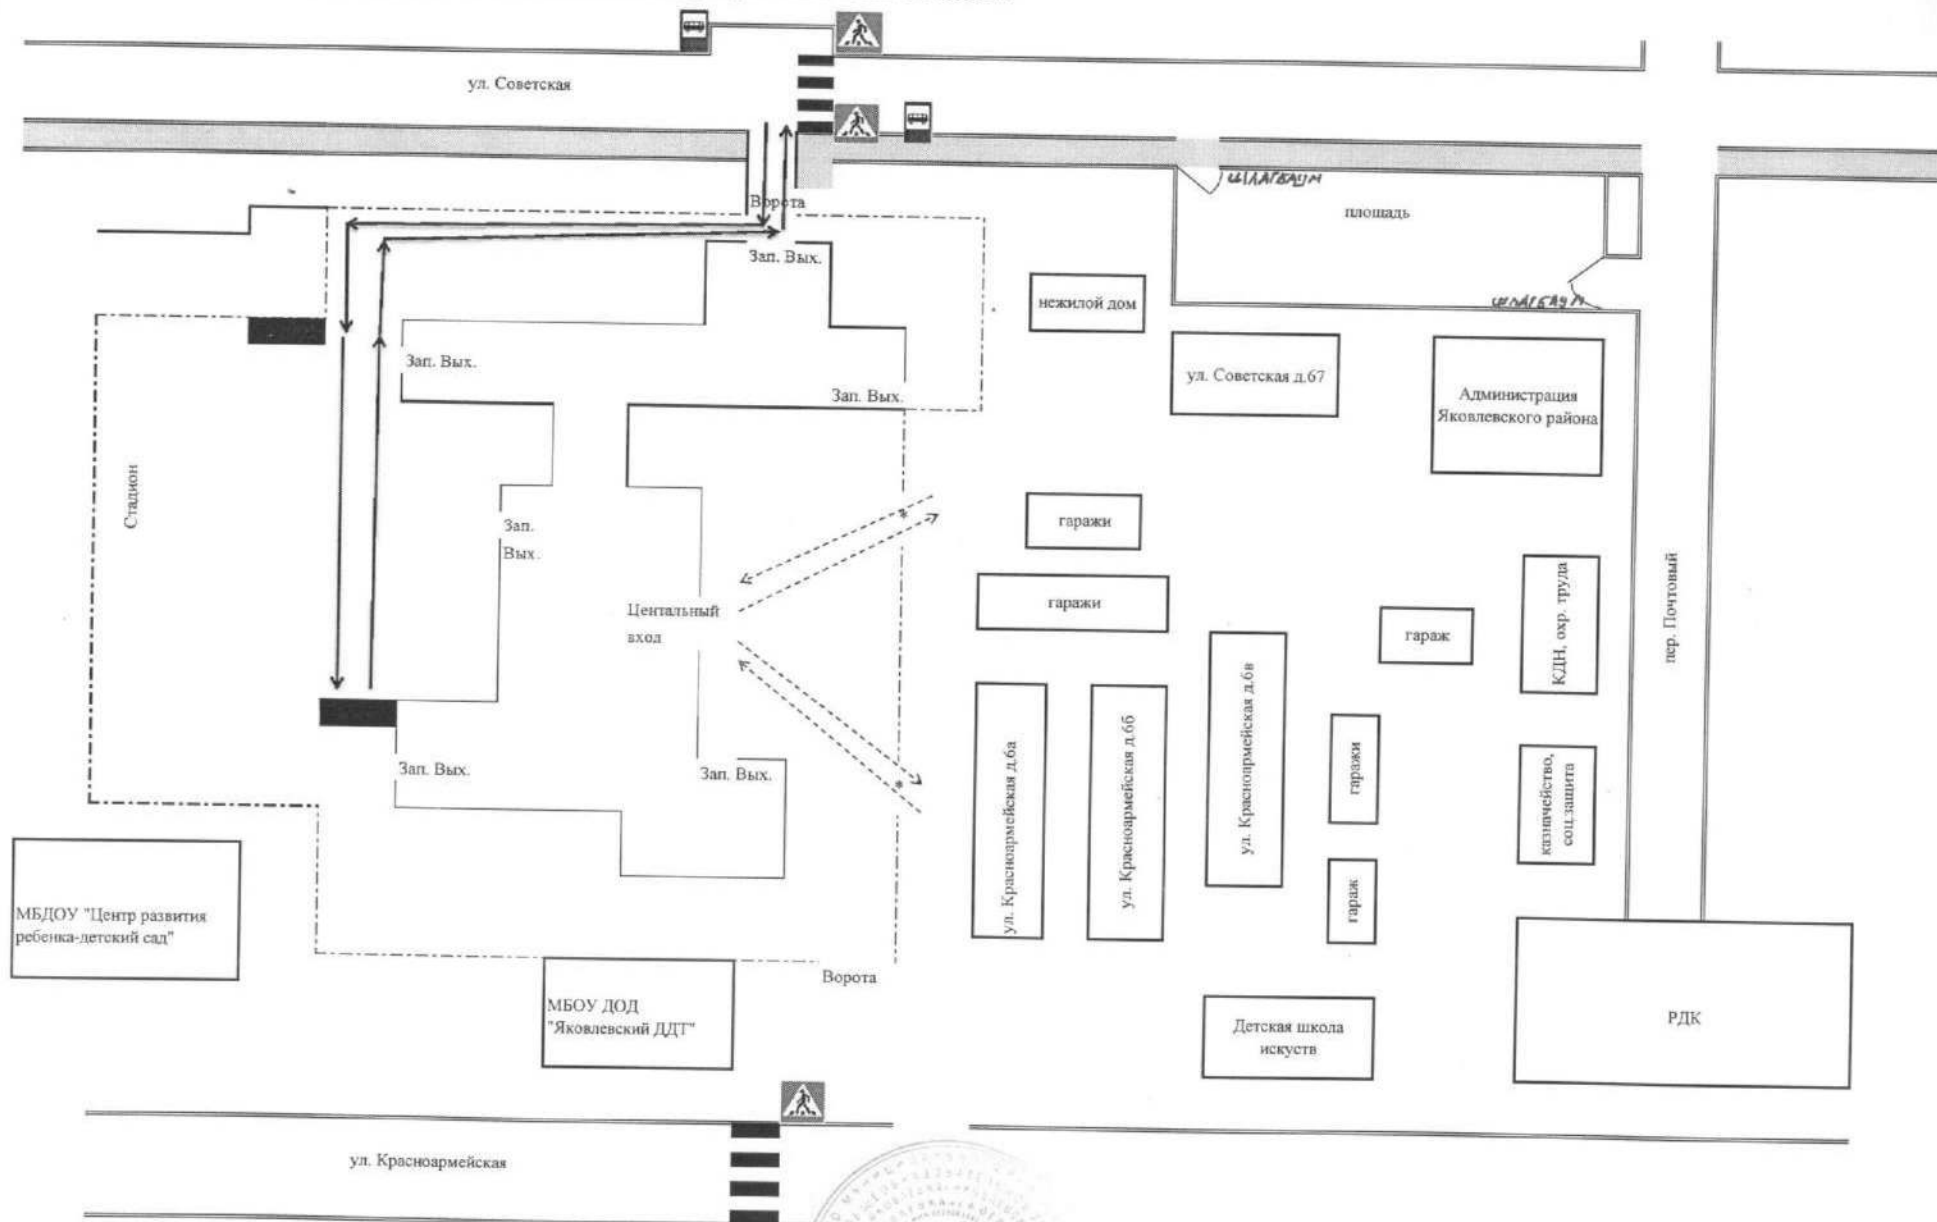 ул. Советская
ШЛАГБАУМ
Ворота
площадь
Зап. Вых.
нежилой дом
ШЛАГБАУМ
Зап. Вых.
ул. Советская д.67
Зап. Вых.
Администрация
Яковлевского района
Стадион
гаражи
Зап.
Вых.
гаражи
Центальный
вход
гараж
КДН, охр. труда
пер. Почтовый
ул. Красноармейская д.6а
ул. Красноармейская д.6б
ул. Красноармейская д.6в
гаражи
Зап. Вых.
Зап. Вых.
казначейство,
соц.защита
гараж
МБДОУ "Центр развития
ребенка-детский сад"
Ворота
МБОУ ДОД
"Яковлевский ДДТ"
Детская школа
искуств
РДК
ул. Красноармейская